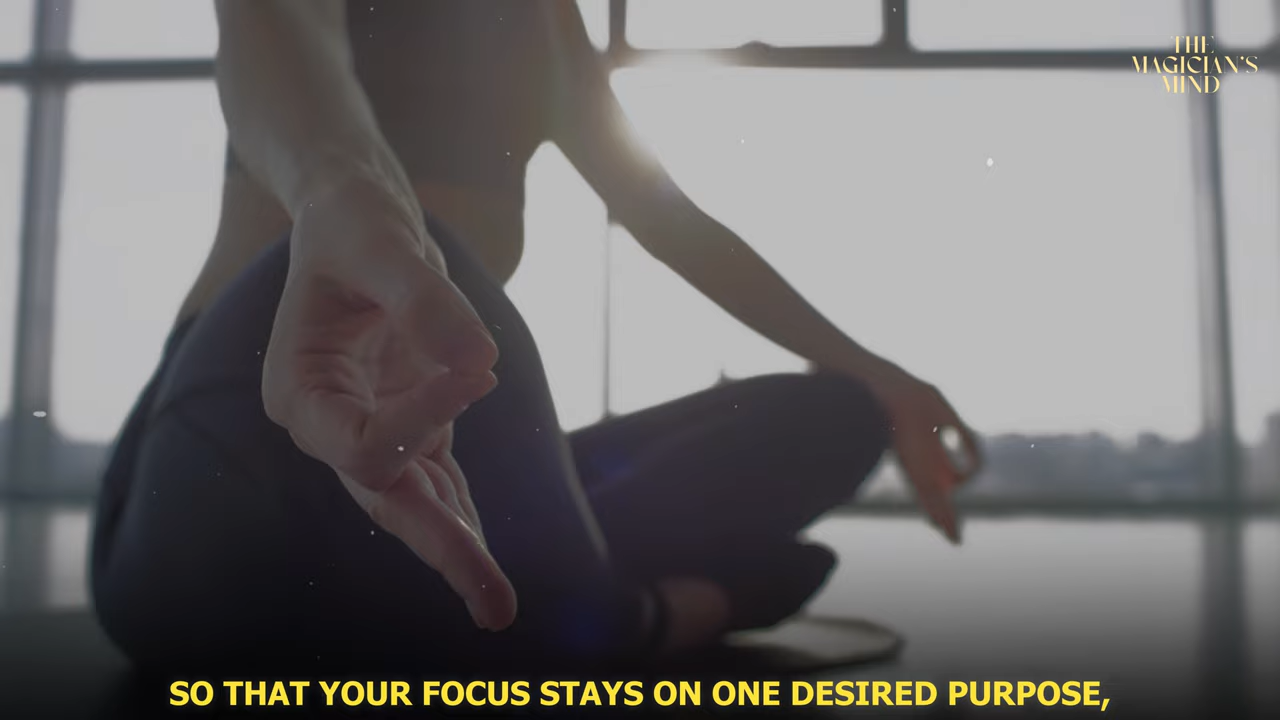 THE
MAGICIAN'S
MIND
SO THAT YOUR FOCUS STAYS ON ONE DESIRED PURPOSE,